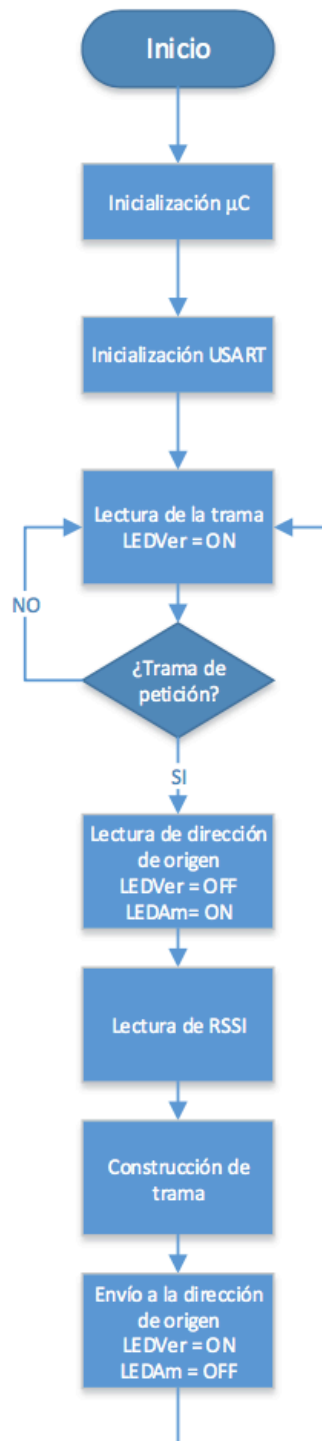 Inicio
Inicialización µC
Inicialización USART
Lectura de la trama
LEDVer = ON
NO
¿Trama de
petición?
SI
Lectura de dirección
de origen
LEDVer = OFF
LEDAm= ON
Lectura de RSSI
Construcción de
trama
Envío a la dirección
de origen
LEDVer = ON
LEDAm = OFF